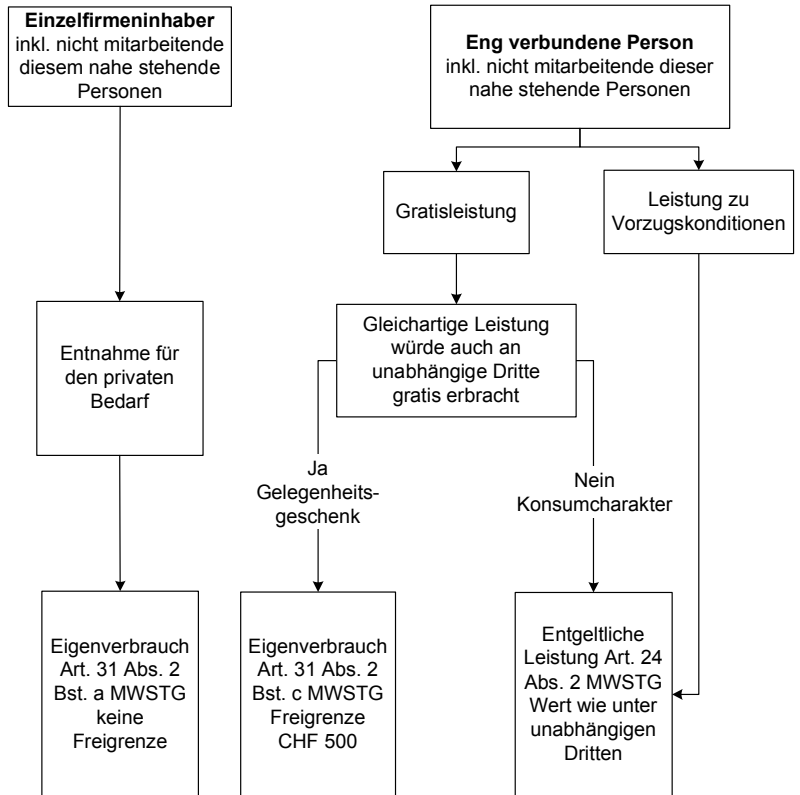 Einzelfirmeninhaber
inkl. nicht mitarbeitende
diesem nahe stehende
Personen
Eng verbundene Person
inkl. nicht mitarbeitende dieser
nahe stehende Personen
Gratisleistung
Leistung zu
Vorzugskonditionen
Entnahme für
den privaten
Bedarf
Gleichartige Leistung
würde auch an
unabhängige Dritte
gratis erbracht
Ja
Gelegenheits-
geschenk
Nein
Konsumcharakter
Eigenverbrauch
Art. 31 Abs. 2
Bst. a MWSTG
keine
Freigrenze
Eigenverbrauch
Art. 31 Abs. 2
Bst. c MWSTG
Freigrenze
CHF 500
Entgeltliche
Leistung Art. 24
Abs. 2 MWSTG
Wert wie unter
unabhängigen
Dritten